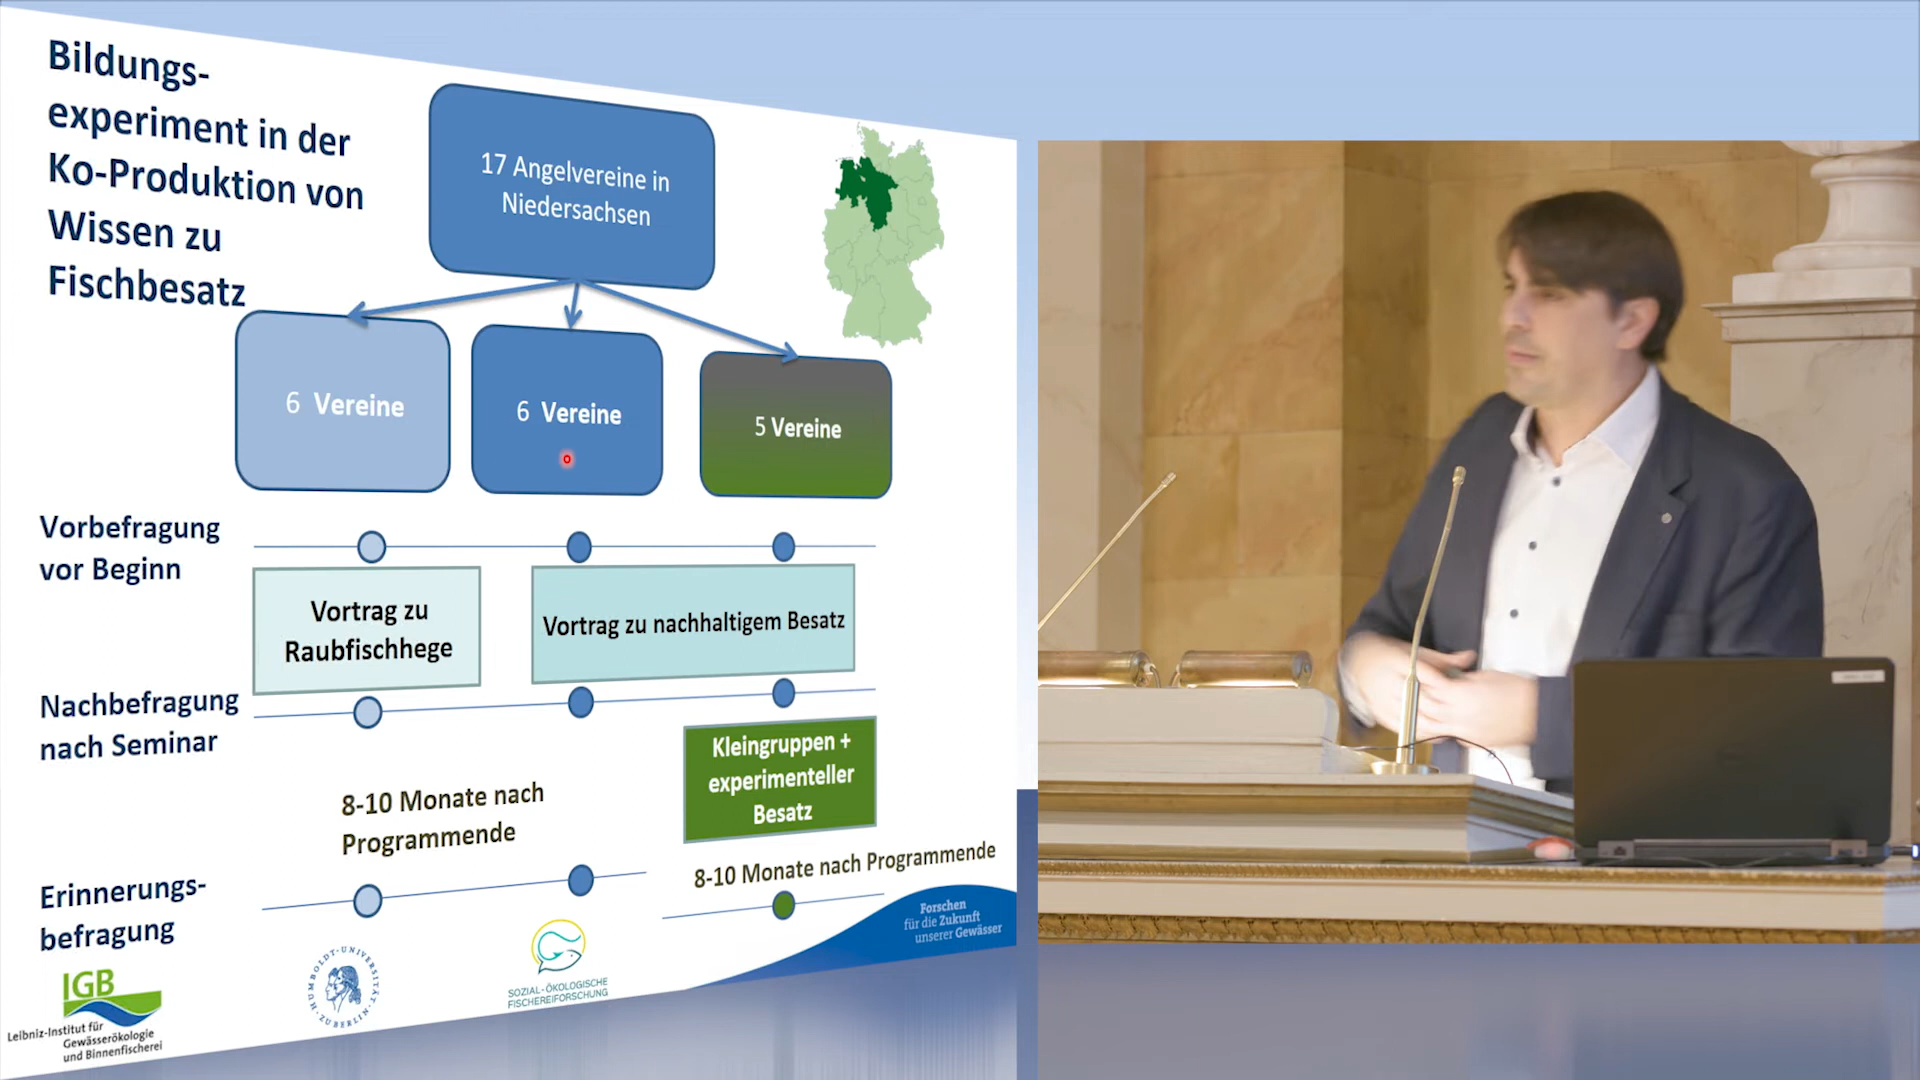 Bildungs-
experiment in der
Ko-Produktion von
Wissen zu
Fischbesatz
17 Angelvereine in
Niedersachsen
6 Vereine
6 Vereine
5 Vereine
Vorbefragung
vor Beginn
Vortrag zu
Raubfischhege
Vortrag zu nachhaltigem Besatz
Nachbefragung
nach Seminar
Kleingruppen +
experimenteller
Besatz
8-10 Monate nach
Programmende
8-10 Monate nach Programmende
Erinnerungs-
befragung
Forschen
für die Zukunft
unserer Gewässer
IGB
Leibniz-Institut für
Gewässerökologie
und Binnenfischerei
HUMBOLDT-UNIVERSITÄT
ZU BERLIN
SOZIAL-ÖKOLOGISCHE
FISCHEREIFORSCHUNG